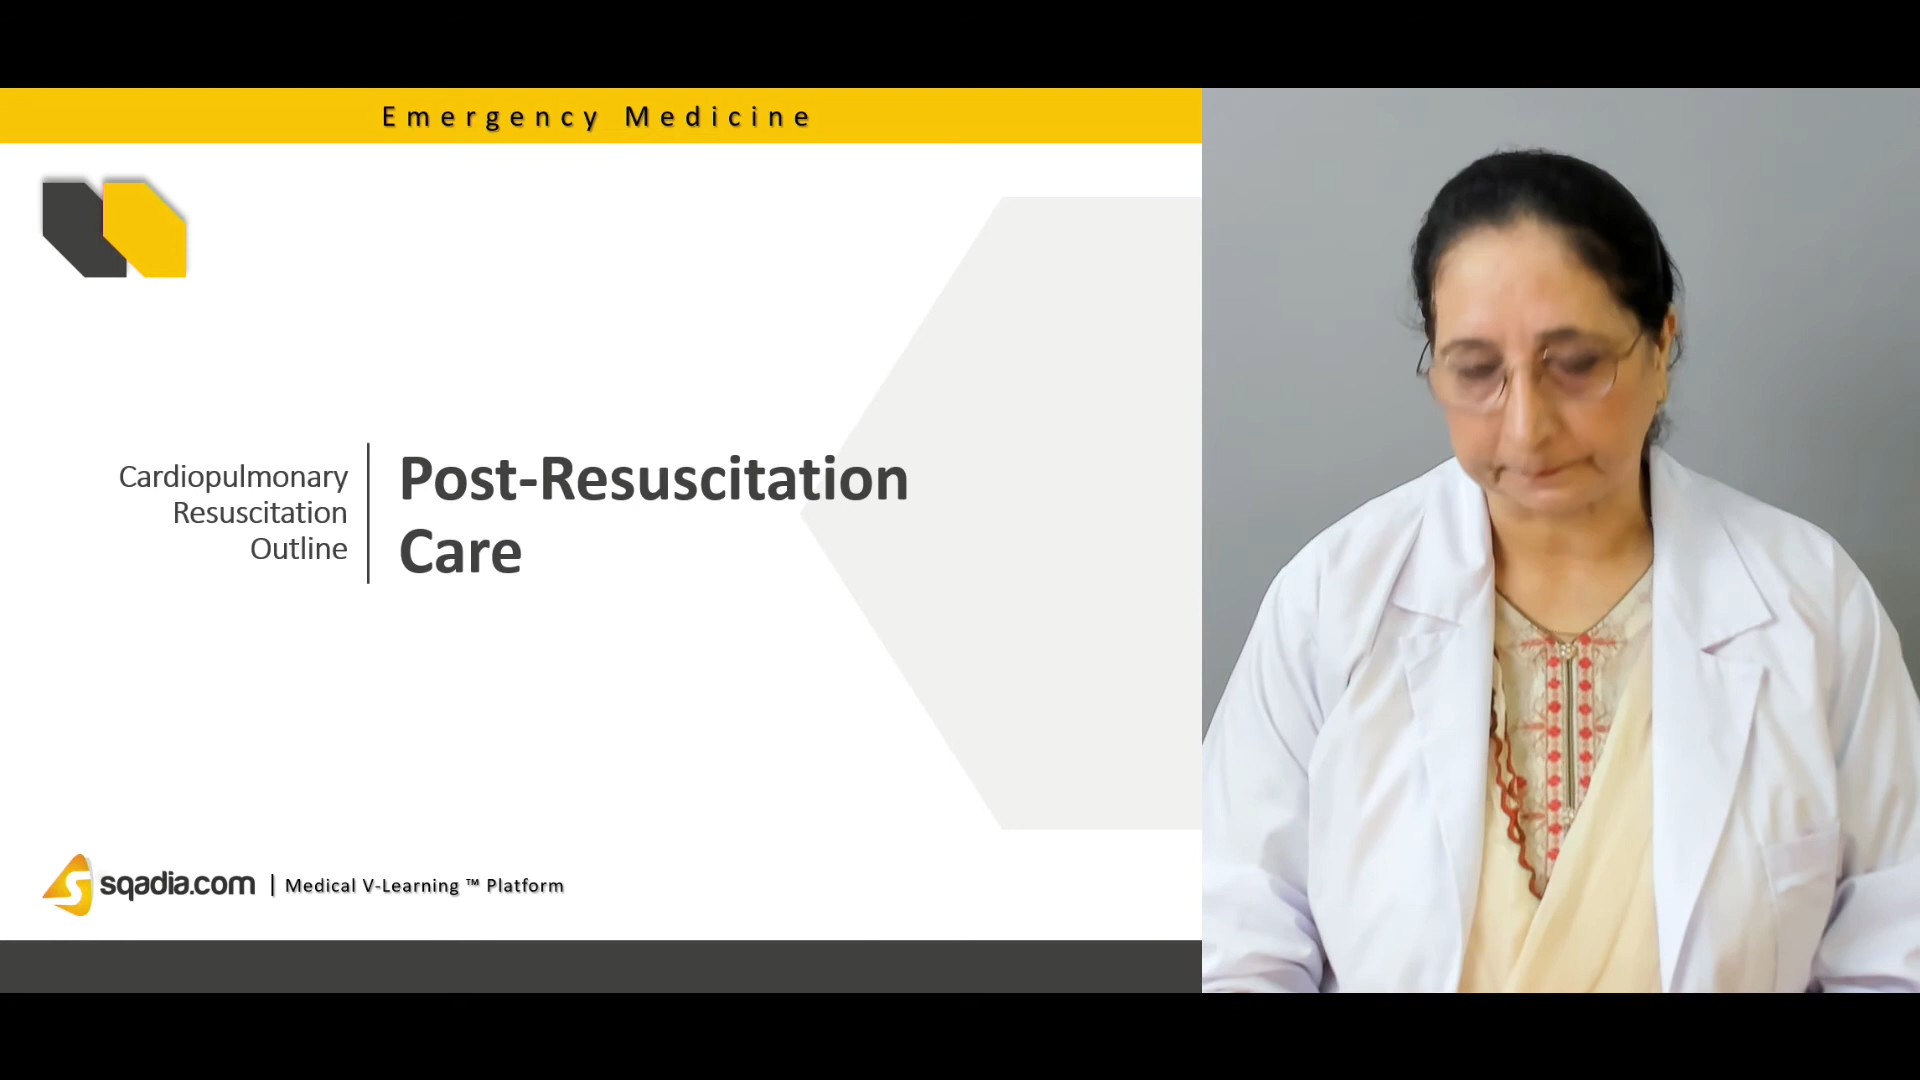 Emergency Medicine
Cardiopulmonary
Resuscitation
Outline
Post-Resuscitation
Care
sqadia.com | Medical V-Learning ™ Platform